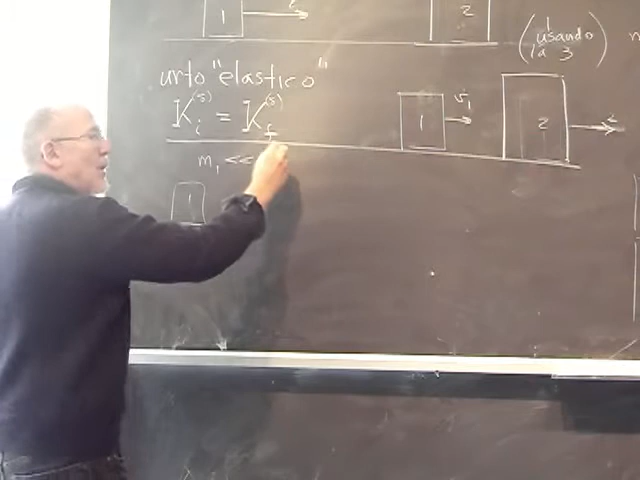 1 2
(usando
la 3)
urto "elastico"
K_i^(s) = K_f^(s)
1 v_1 2
m_1 <<
1